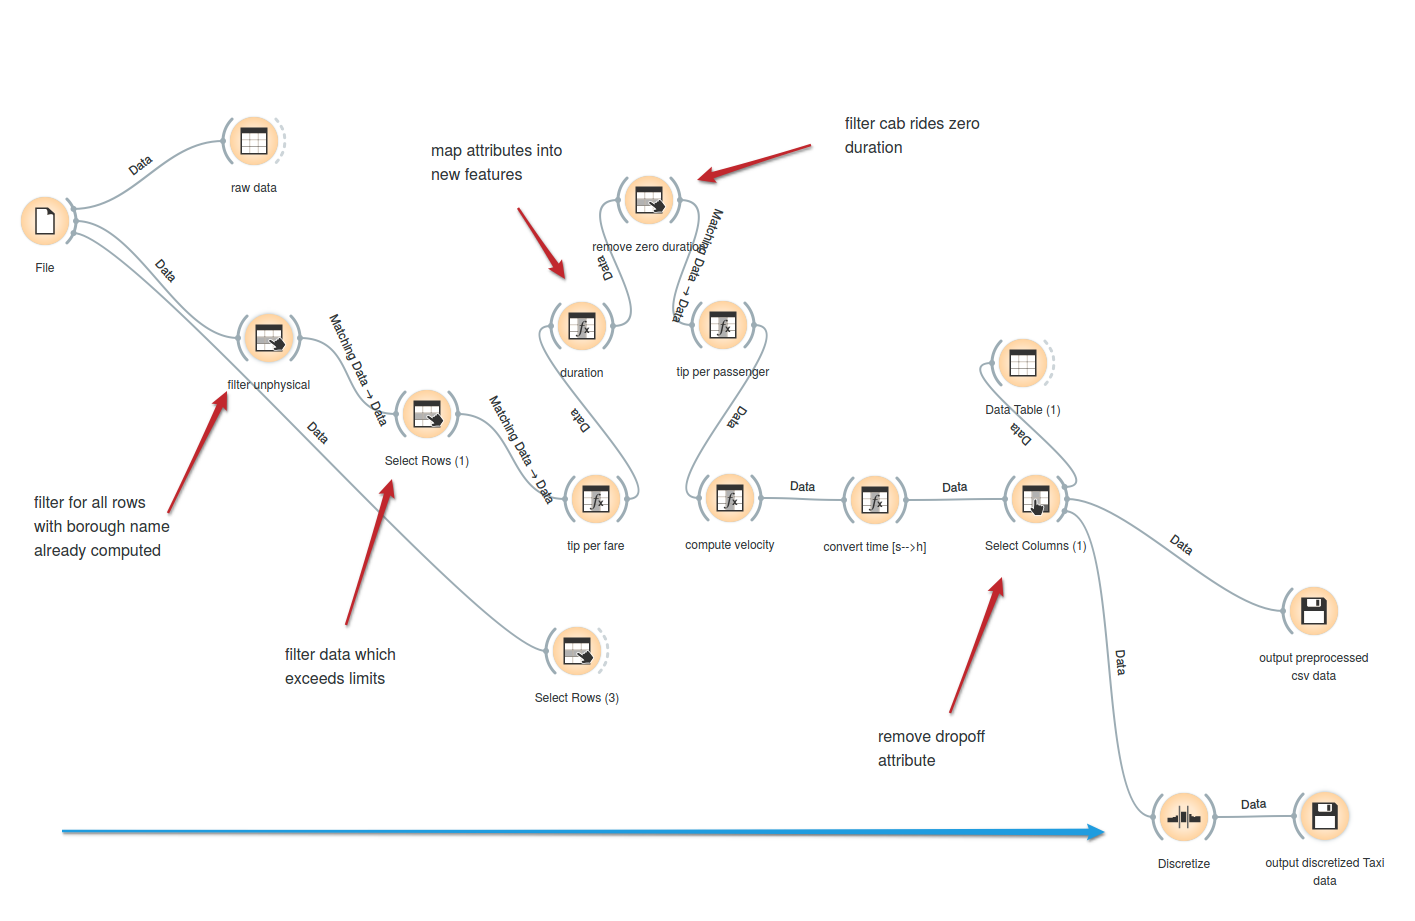 filter cab rides zero
duration
map attributes into
new features
Data
raw data
File
Data
remove zero duration
Data
Matching Data → Data
filter unphysical
Matching Data → Data
duration
tip per passenger
Data Table (1)
Data
Data
Data
Data
Select Rows (1)
Matching Data → Data
filter for all rows
with borough name
already computed
tip per fare
compute velocity
Data
convert time [s-->h]
Data
Select Columns (1)
Data
filter data which
exceeds limits
Select Rows (3)
Data
output preprocessed
csv data
remove dropoff
attribute
Discretize
Data
output discretized Taxi
data